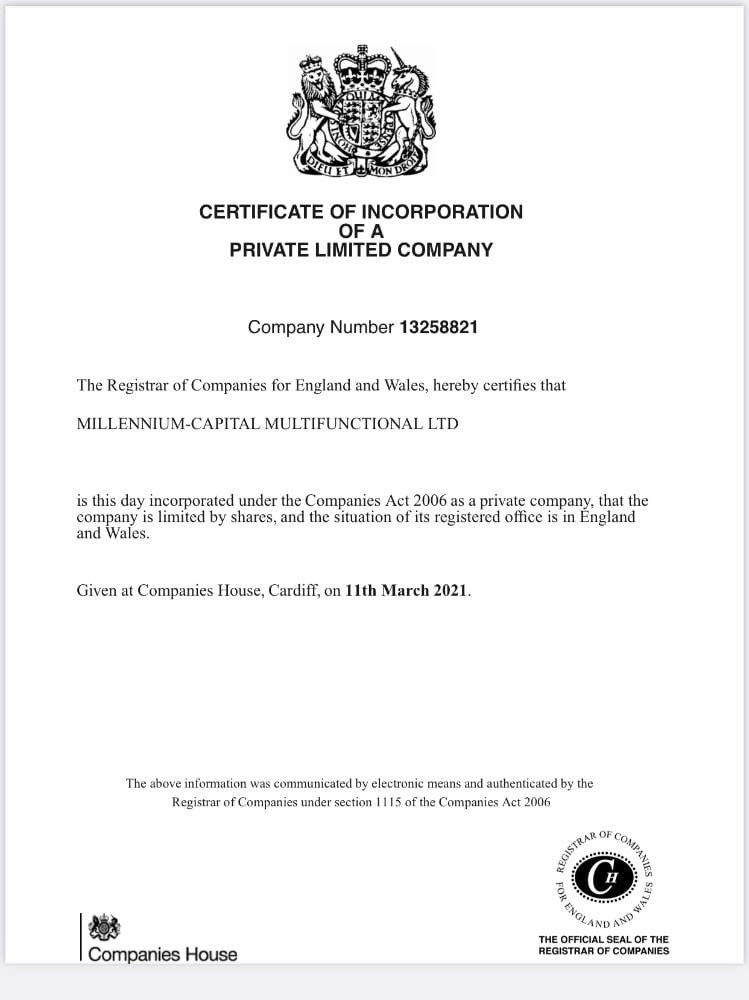 DIEU ET MON DROIT
CERTIFICATE OF INCORPORATION
OF A
PRIVATE LIMITED COMPANY
Company Number 13258821
The Registrar of Companies for England and Wales, hereby certifies that
MILLENNIUM-CAPITAL MULTIFUNCTIONAL LTD
is this day incorporated under the Companies Act 2006 as a private company, that the
company is limited by shares, and the situation of its registered office is in England
and Wales.
Given at Companies House, Cardiff, on 11th March 2021.
The above information was communicated by electronic means and authenticated by the
Registrar of Companies under section 1115 of the Companies Act 2006
REGISTRAR OF COMPANIES
FOR ENGLAND AND WALES
CH
THE OFFICIAL SEAL OF THE
REGISTRAR OF COMPANIES
Companies House